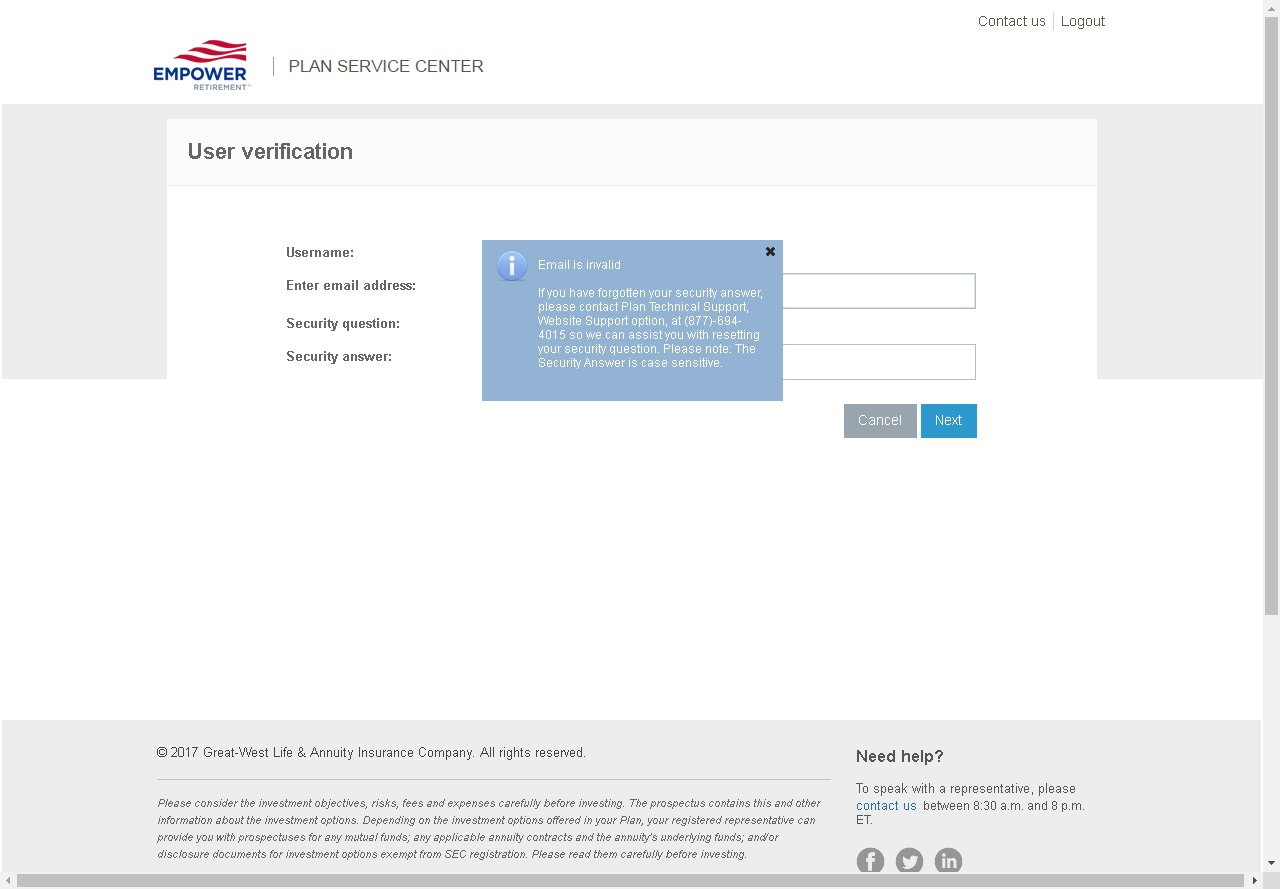 Contact us
Logout
EMPOWER
RETIREMENT™
PLAN SERVICE CENTER
User verification
Username:
Enter email address:
Security question:
Security answer:
Email is invalid
If you have forgotten your security answer,
please contact Plan Technical Support,
Website Support option, at (877)-694-
4015 so we can assist you with resetting
your security question. Please note: The
Security Answer is case sensitive.
Cancel
Next
© 2017 Great-West Life & Annuity Insurance Company. All rights reserved.
Please consider the investment objectives, risks, fees and expenses carefully before investing. The prospectus contains this and other
information about the investment options. Depending on the investment options offered in your Plan, your registered representative can
provide you with prospectuses for any mutual funds; any applicable annuity contracts and the annuity's underlying funds; and/or
disclosure documents for investment options exempt from SEC registration. Please read them carefully before investing.
Need help?
To speak with a representative, please
contact us between 8:30 a.m. and 8 p.m.
ET.